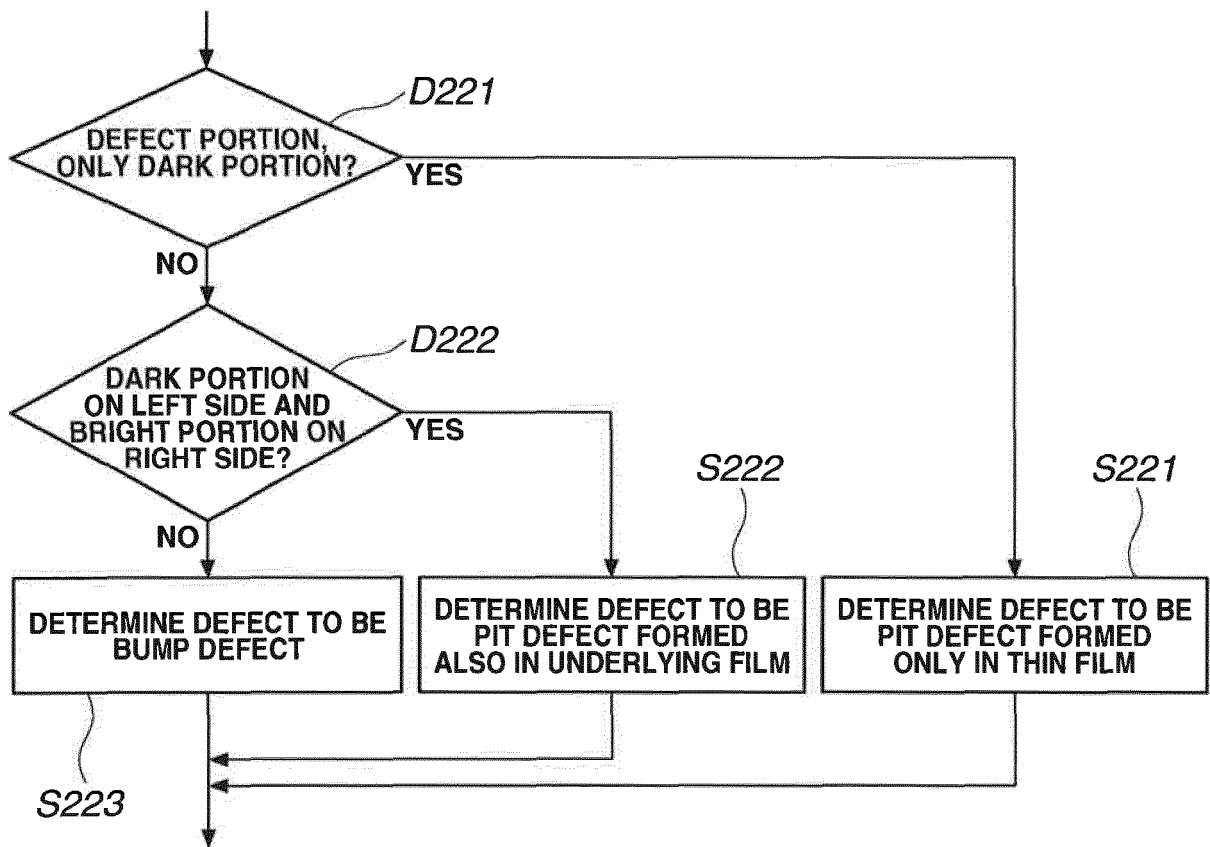 D221
DEFECT PORTION,
ONLY DARK PORTION?
YES
NO
D222
DARK PORTION
ON LEFT SIDE AND
BRIGHT PORTION ON
RIGHT SIDE?
YES
NO
S222
S221
DETERMINE DEFECT TO BE
BUMP DEFECT
DETERMINE DEFECT TO BE
PIT DEFECT FORMED
ALSO IN UNDERLYING FILM
DETERMINE DEFECT TO BE
PIT DEFECT FORMED
ONLY IN THIN FILM
S223